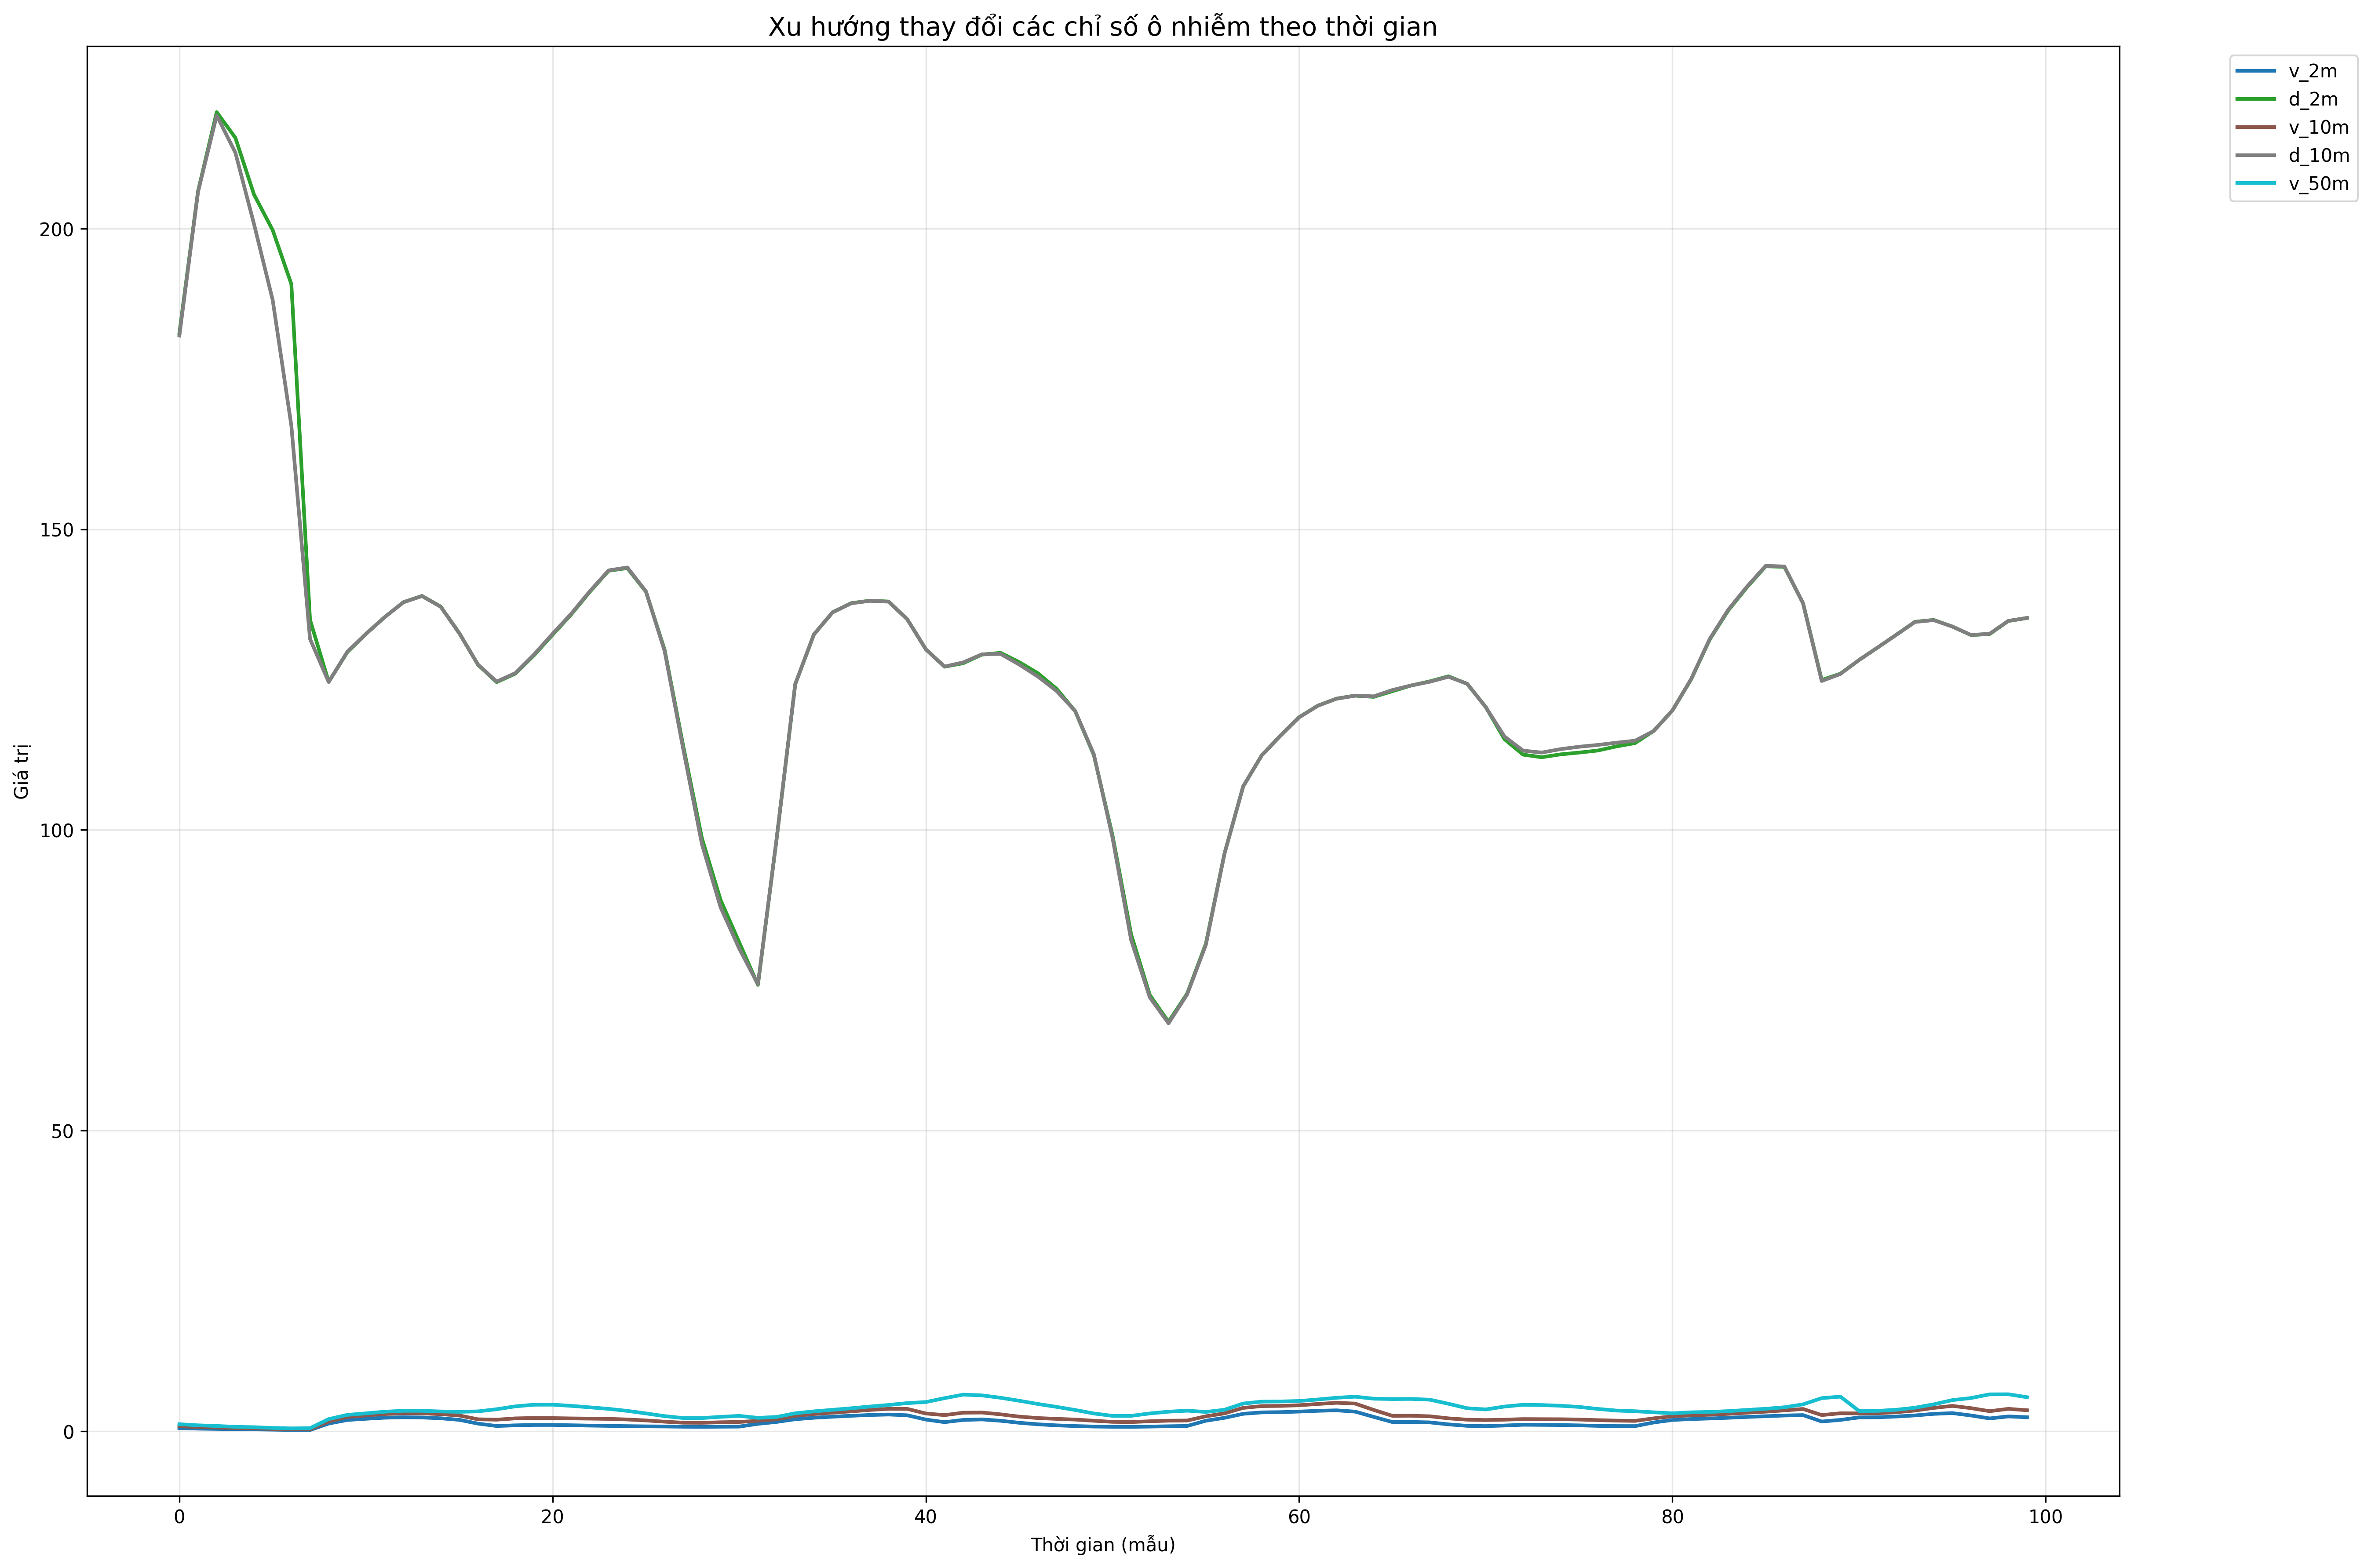 Xu hướng thay đổi các chỉ số ô nhiễm theo thời gian
v_2m
d_2m
v_10m
d_10m
v_50m
Giá trị
200
150
100
50
0
0 20 40 60 80 100
Thời gian (mẫu)